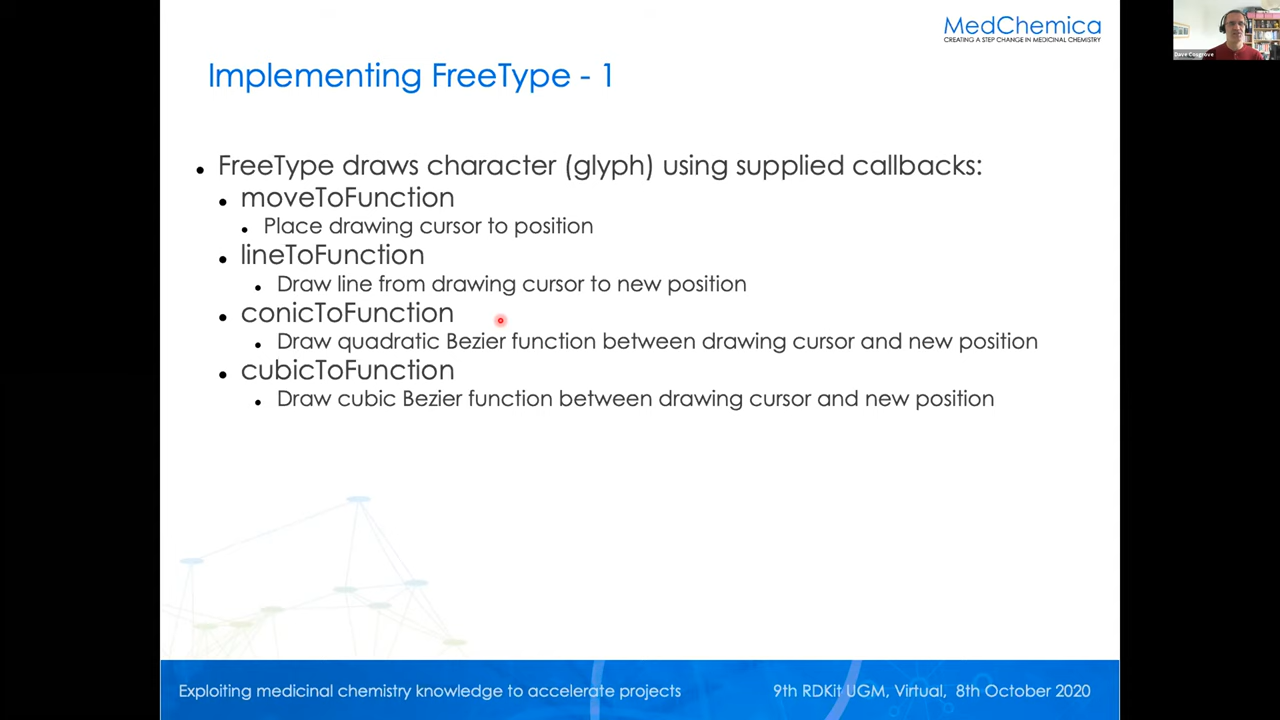 MedChemica
CREATING A STEP CHANGE IN MEDICINAL CHEMISTRY
Dave Cosgrove
Implementing FreeType - 1
• FreeType draws character (glyph) using supplied callbacks:
• moveToFunction
• Place drawing cursor to position
• lineToFunction
• Draw line from drawing cursor to new position
• conicToFunction
• Draw quadratic Bezier function between drawing cursor and new position
• cubicToFunction
• Draw cubic Bezier function between drawing cursor and new position
Exploiting medicinal chemistry knowledge to accelerate projects
9th RDKit UGM, Virtual, 8th October 2020